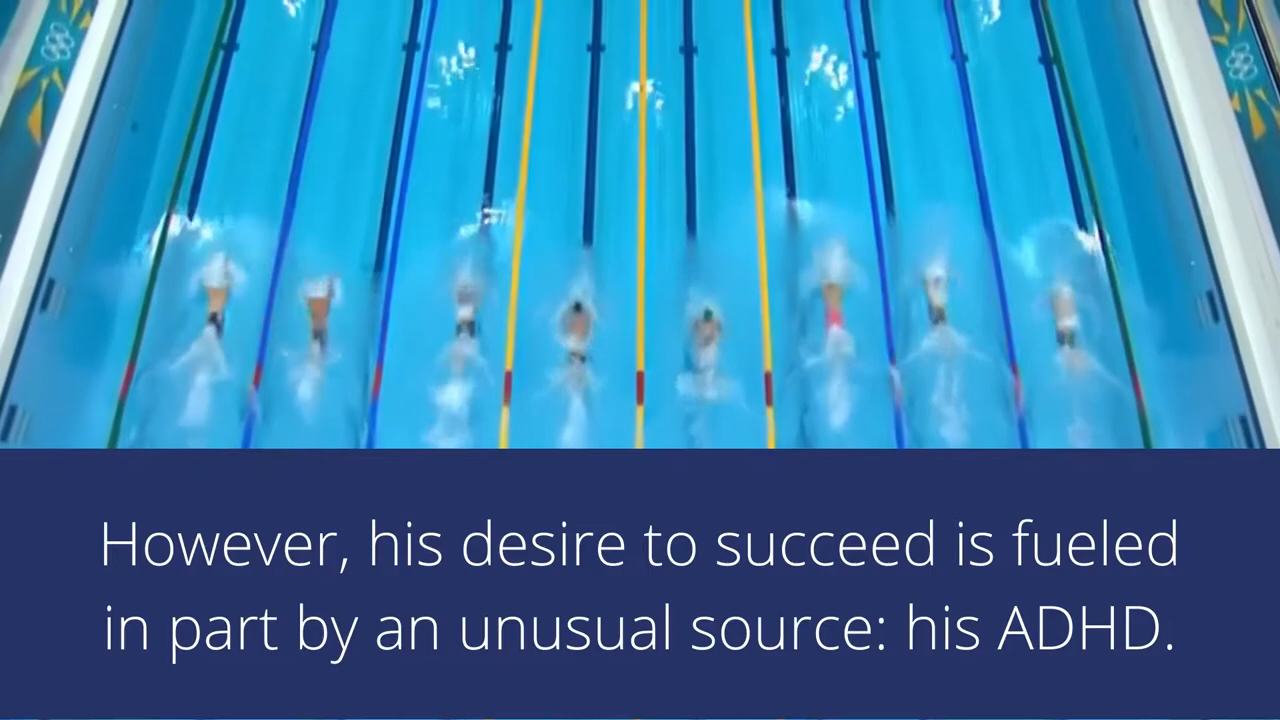 However, his desire to succeed is fueled
in part by an unusual source: his ADHD.